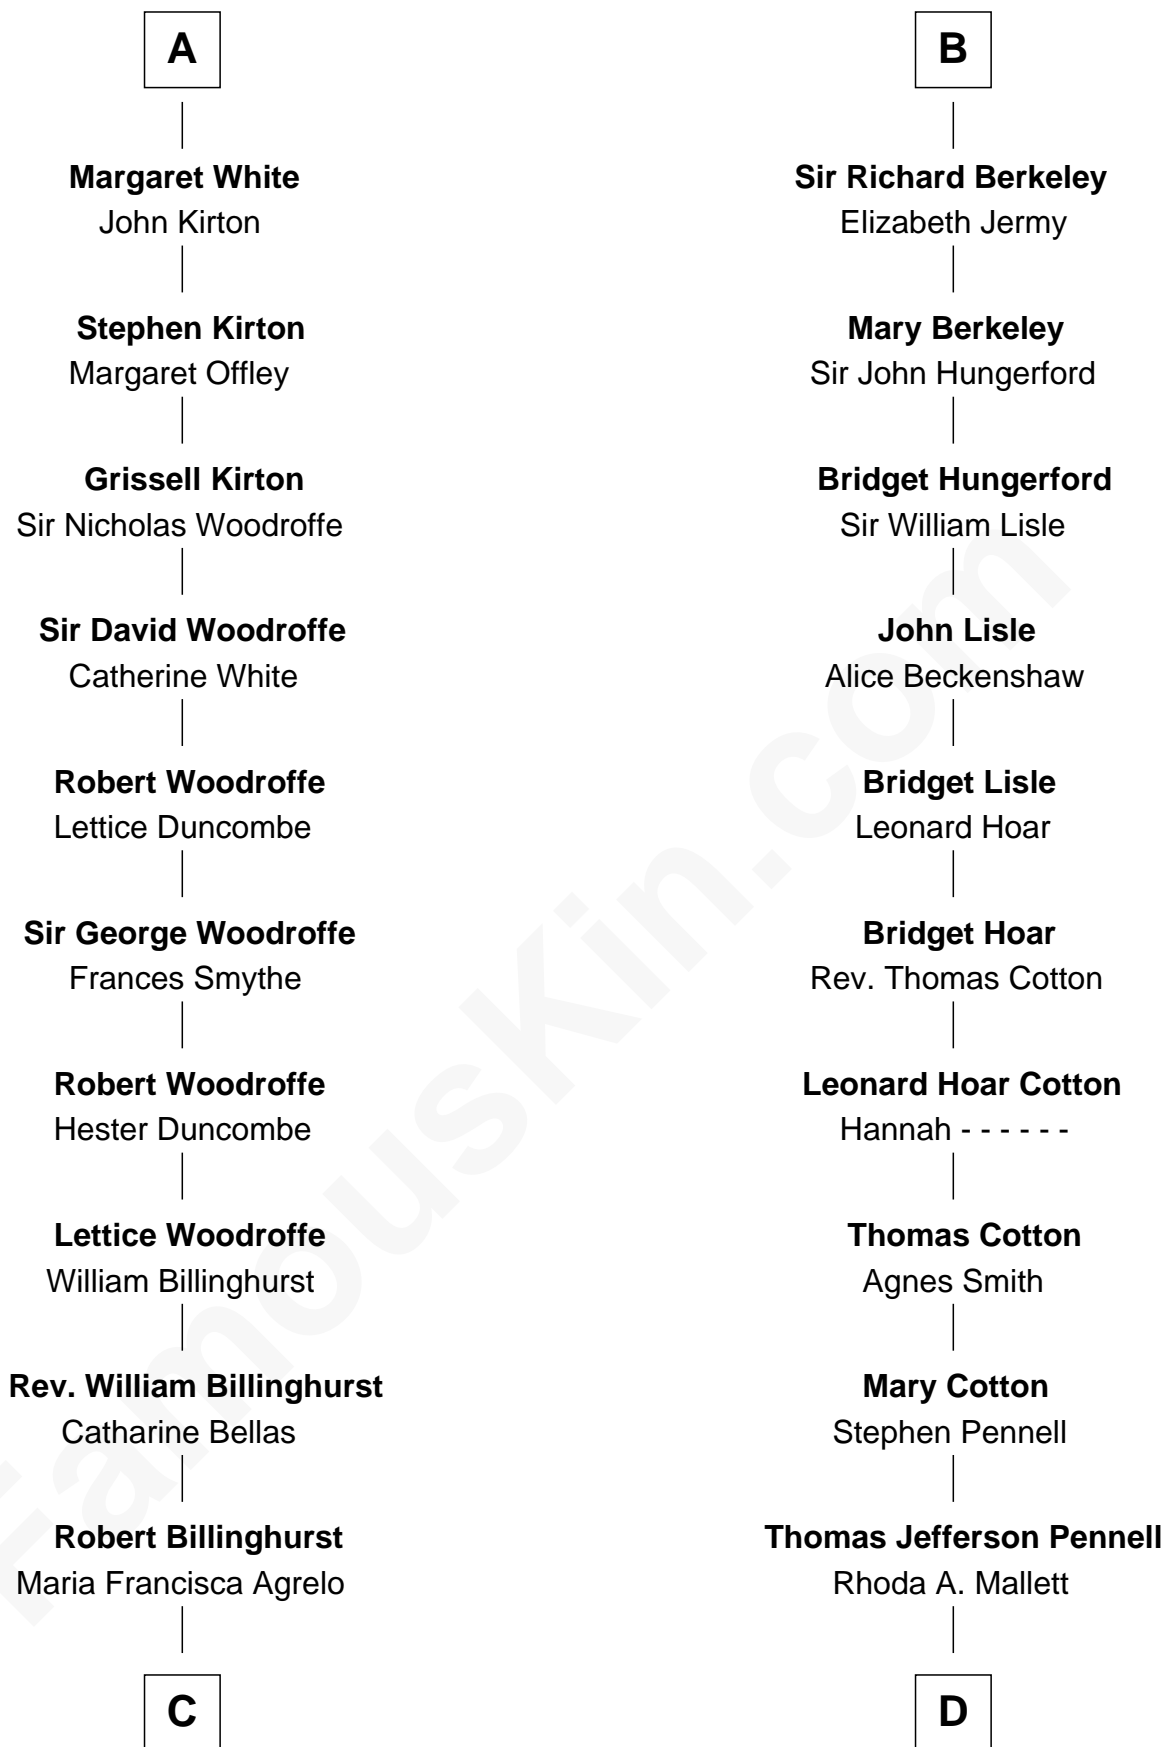 A
Margaret White
John Kirton
Stephen Kirton
Margaret Offley
Grissell Kirton
Sir Nicholas Woodroffe
Sir David Woodroffe
Catherine White
Robert Woodroffe
Lettice Duncombe
Sir George Woodroffe
Frances Smythe
Robert Woodroffe
Hester Duncombe
Lettice Woodroffe
William Billinghurst
Rev. William Billinghurst
Catharine Bellas
Robert Billinghurst
Maria Francisca Agrelo
C
B
Sir Richard Berkeley
Elizabeth Jermy
Mary Berkeley
Sir John Hungerford
Bridget Hungerford
Sir William Lisle
John Lisle
Alice Beckenshaw
Bridget Lisle
Leonard Hoar
Bridget Hoar
Rev. Thomas Cotton
Leonard Hoar Cotton
Hannah - - - - - -
Thomas Cotton
Agnes Smith
Mary Cotton
Stephen Pennell
Thomas Jefferson Pennell
Rhoda A. Mallett
D
FamousKin.com